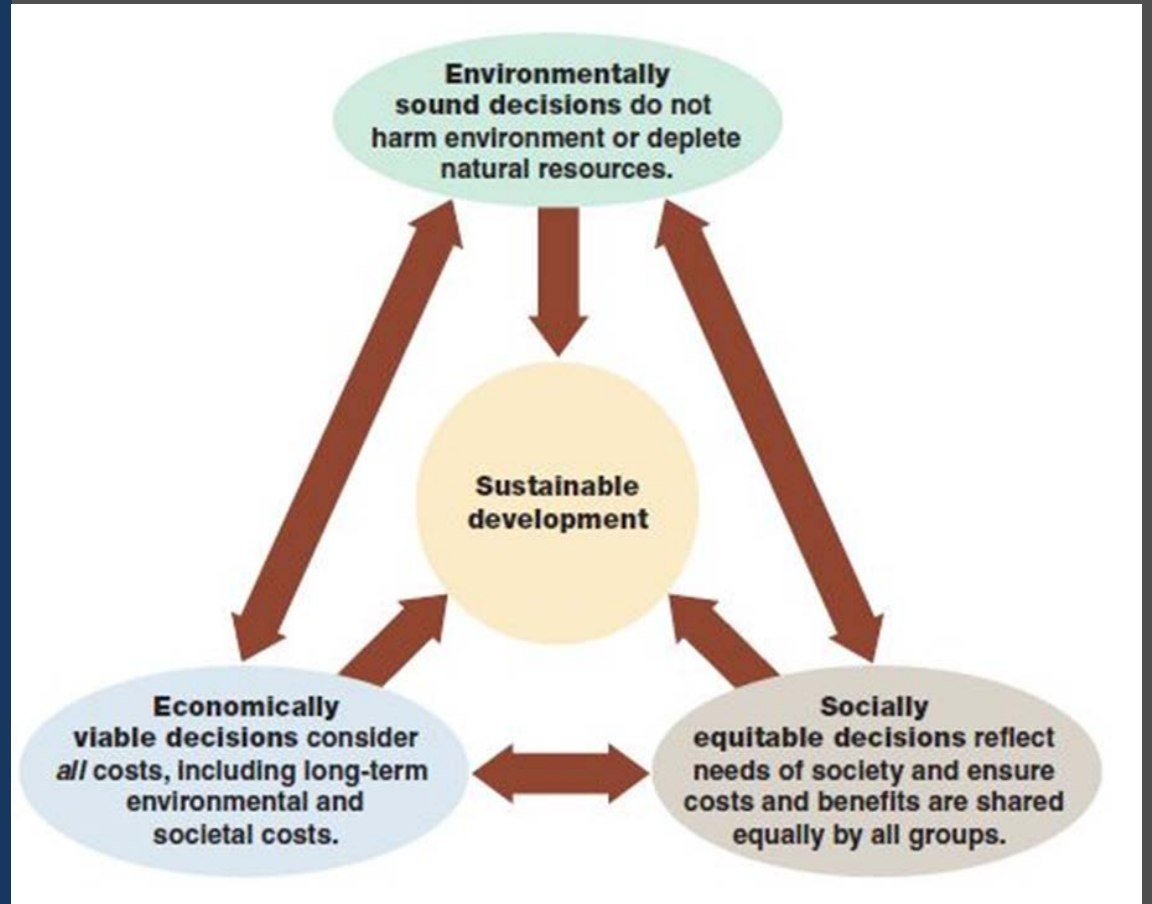 Environmentally
sound decisions do not
harm environment or deplete
natural resources.
Sustainable
development
Economically
viable decisions consider
all costs, including long-term
environmental and
societal costs.
Socially
equitable decisions reflect
needs of society and ensure
costs and benefits are shared
equally by all groups.